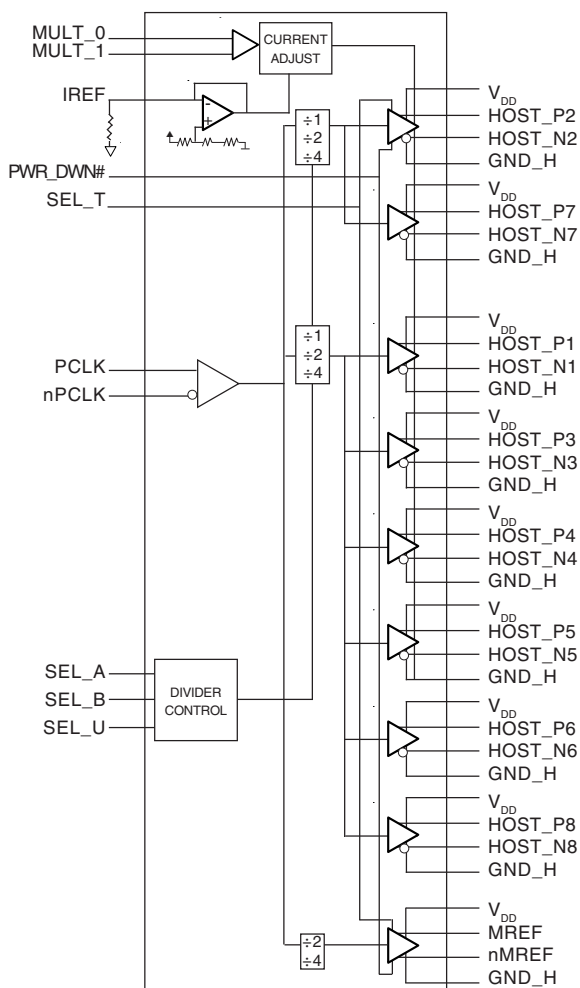 MULT_0
MULT_1
CURRENT
ADJUST
IREF
-
+
PWR_DWN#
SEL_T
÷1
÷2
÷4
VDD
HOST_P2
HOST_N2
GND_H
VDD
HOST_P7
HOST_N7
GND_H
PCLK
nPCLK
÷1
÷2
÷4
VDD
HOST_P1
HOST_N1
GND_H
VDD
HOST_P3
HOST_N3
GND_H
VDD
HOST_P4
HOST_N4
GND_H
VDD
HOST_P5
HOST_N5
GND_H
SEL_A
SEL_B
SEL_U
DIVIDER
CONTROL
VDD
HOST_P6
HOST_N6
GND_H
VDD
HOST_P8
HOST_N8
GND_H
÷2
÷4
VDD
MREF
nMREF
GND_H